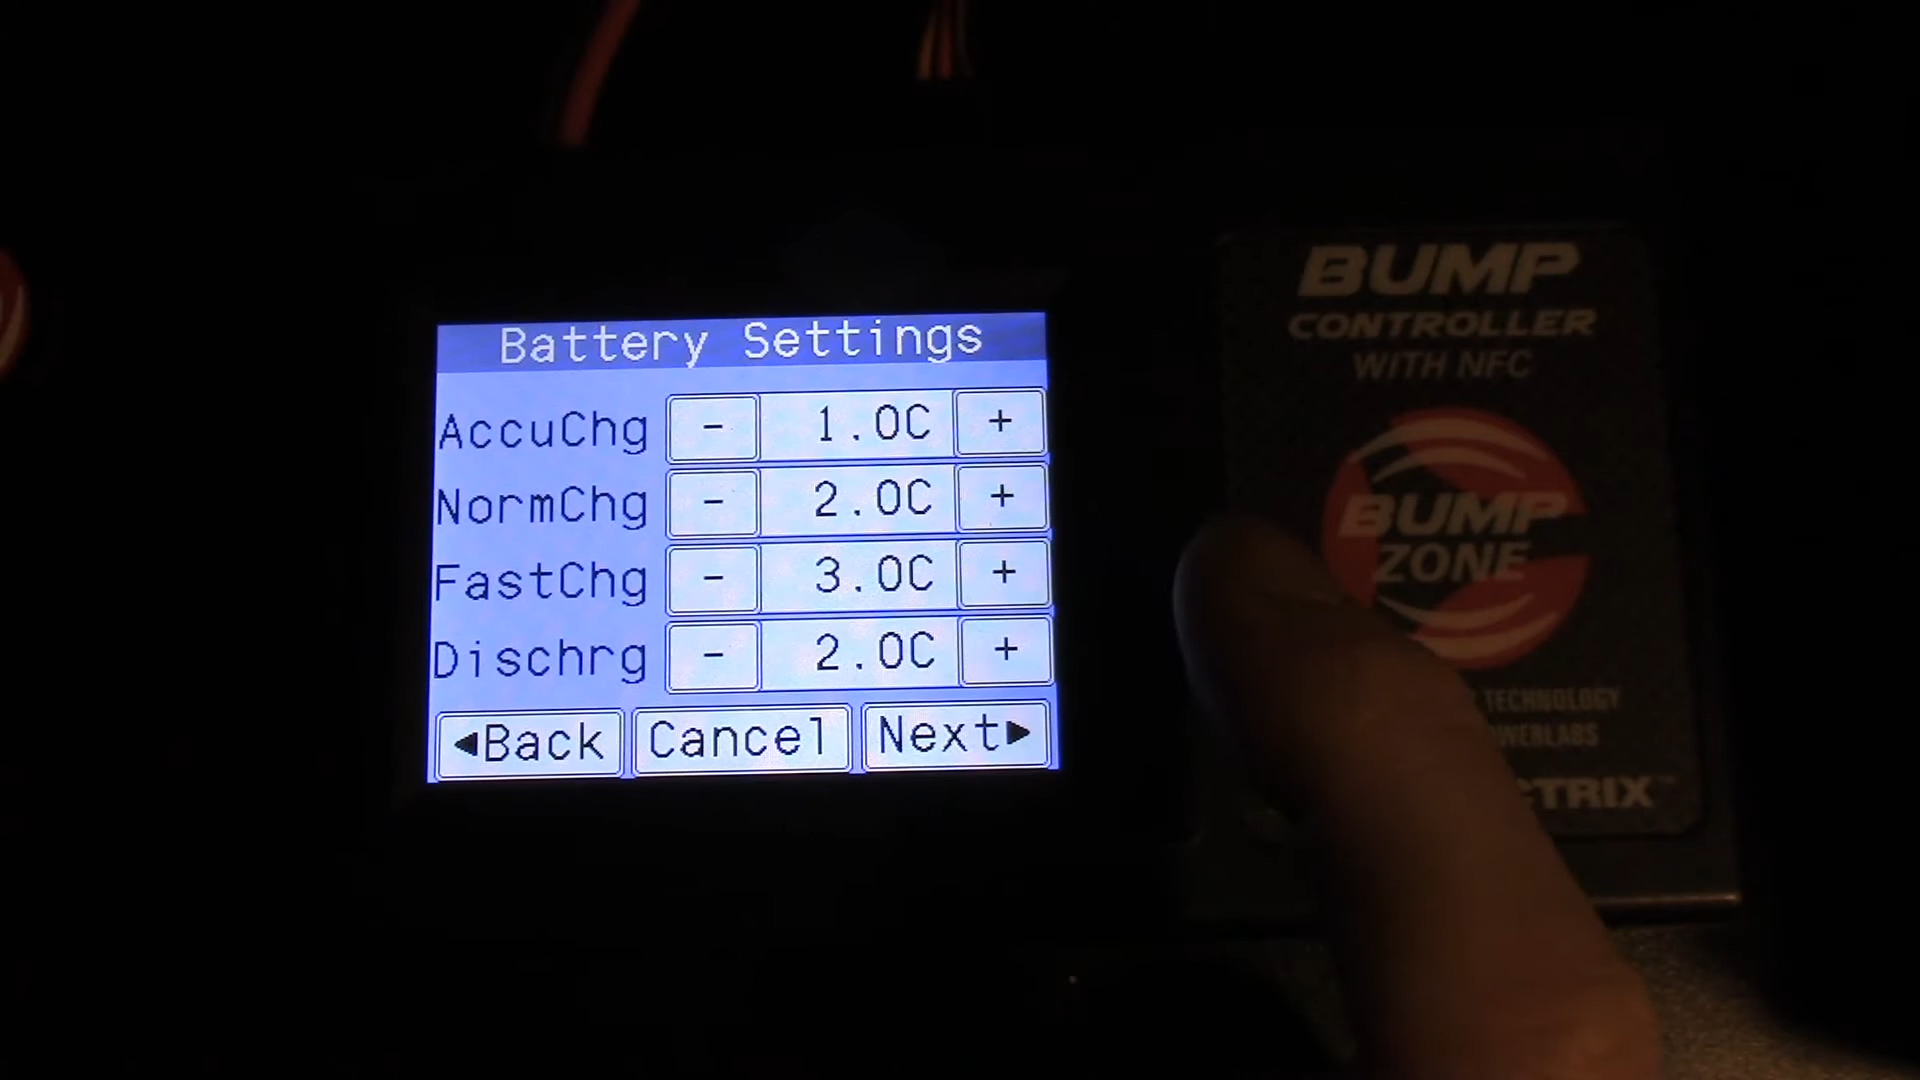 Battery Settings
AccuChg - 1.0C +
NormChg - 2.0C +
FastChg - 3.0C +
Dischrg - 2.0C +
◀Back Cancel Next▶
BUMP
CONTROLLER
WITH NFC
BUMP
ZONE
TECHNOLOGY